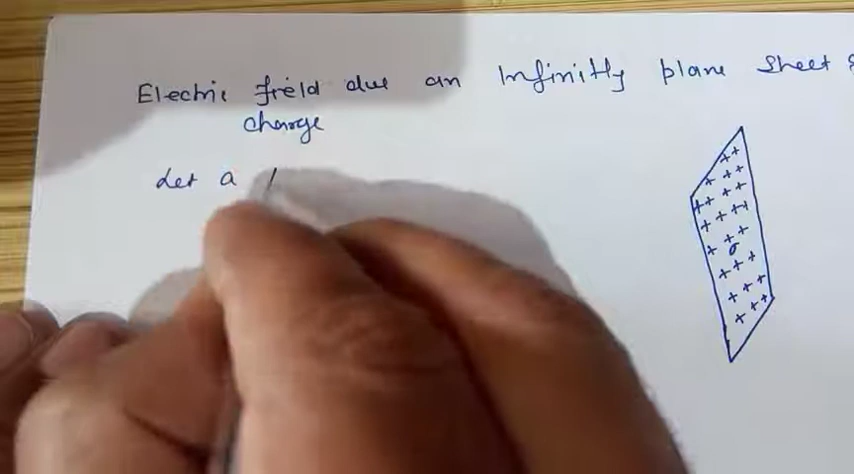 Electric field due an Infinitly plane sheet
charge
Let a
σ